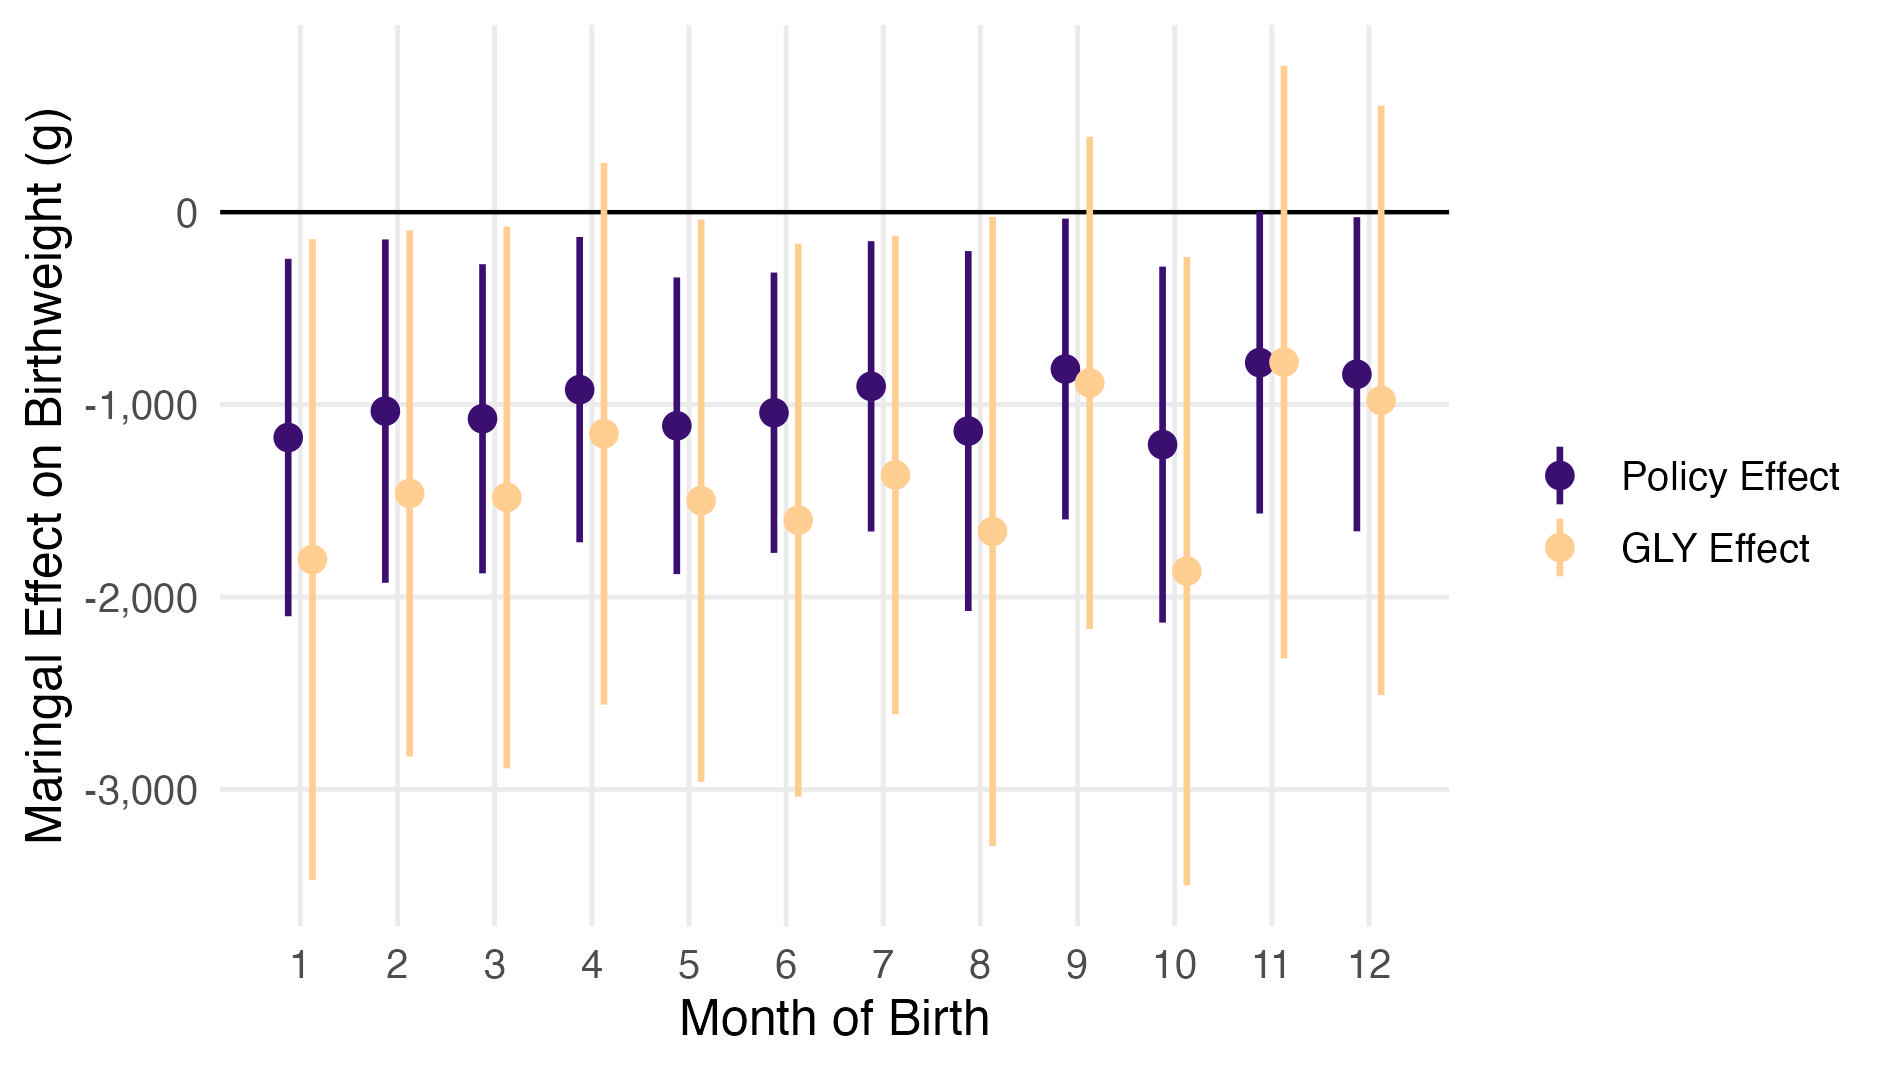 Maringal Effect on Birthweight (g)
0
-1,000
-2,000
-3,000
1 2 3 4 5 6 7 8 9 10 11 12
Month of Birth
Policy Effect
GLY Effect